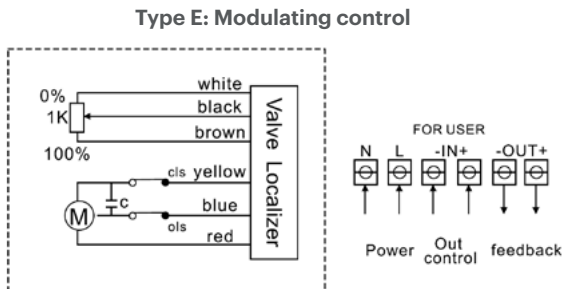 Type E: Modulating control
0%
1K
100%
white
black
brown
cls yellow
blue
ols
red
M
c
Valve Localizer
FOR USER
N L -IN+ -OUT+
Power Out control feedback